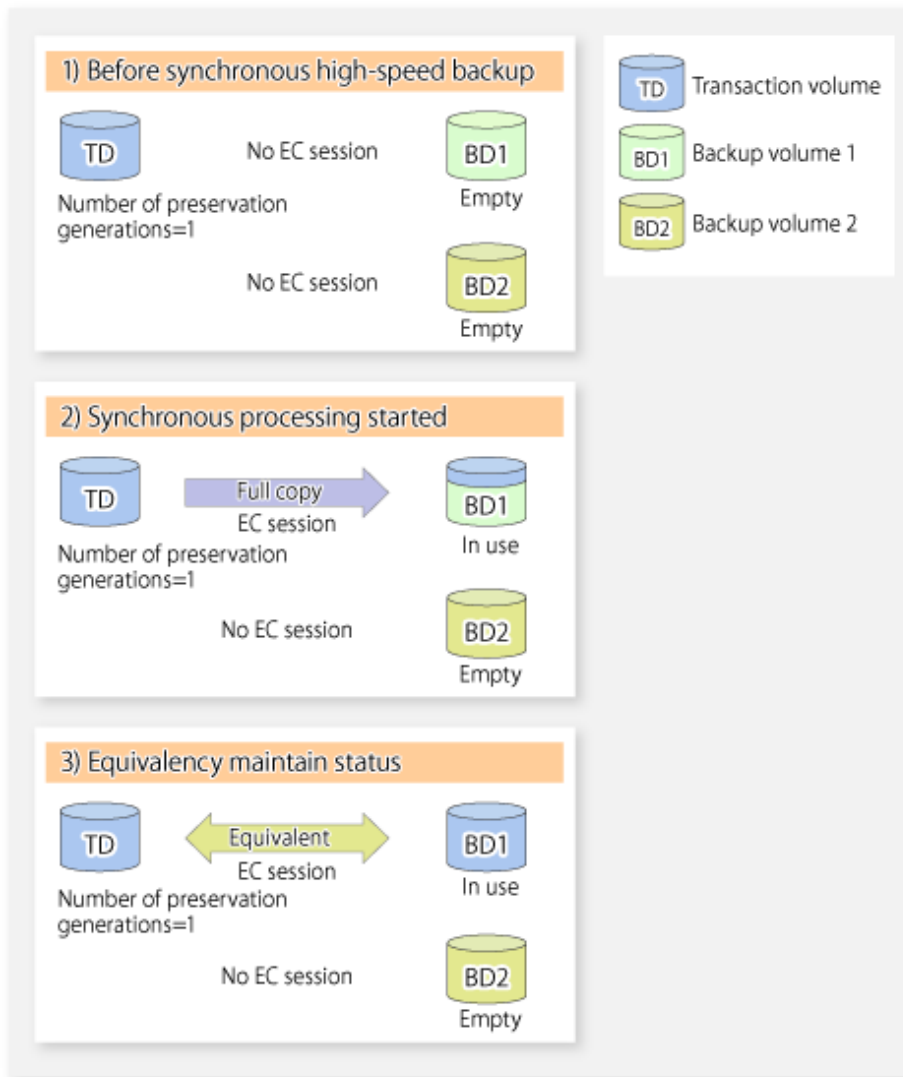 1) Before synchronous high-speed backup
TD
No EC session
BD1
Number of preservation
generations=1
Empty
No EC session
BD2
Empty
TD
Transaction volume
BD1
Backup volume 1
BD2
Backup volume 2
2) Synchronous processing started
TD
Full copy
EC session
BD1
In use
Number of preservation
generations=1
No EC session
BD2
Empty
3) Equivalency maintain status
TD
Equivalent
EC session
BD1
In use
Number of preservation
generations=1
No EC session
BD2
Empty